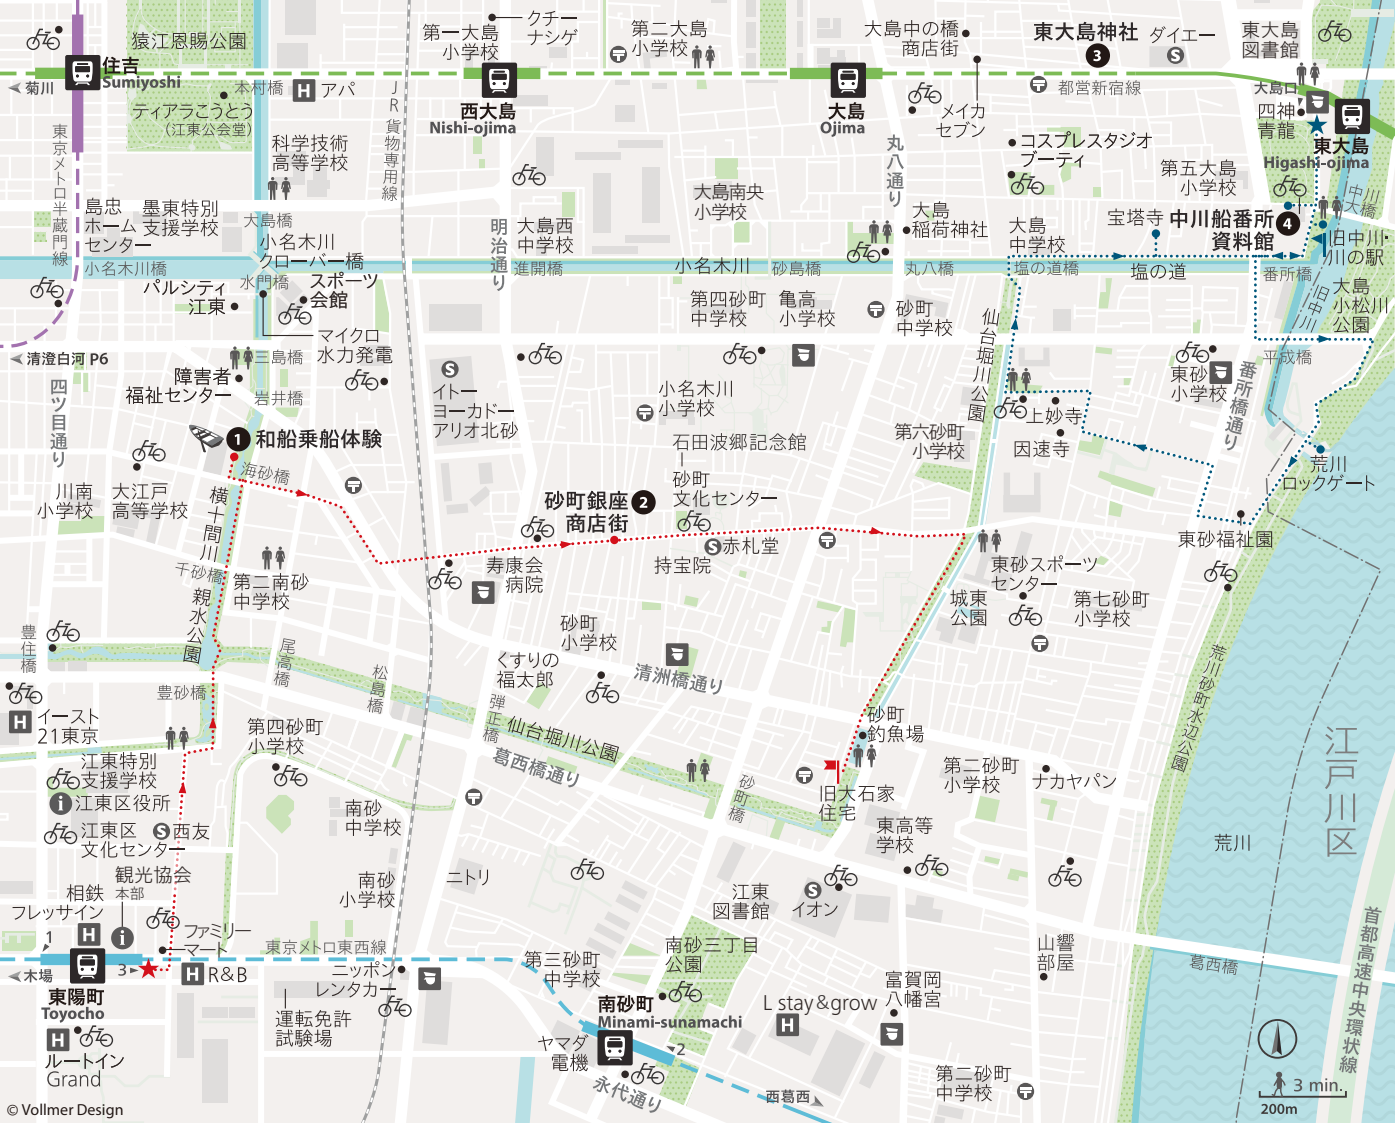 クチー
ナシゲ
第一大島
小学校
第二大島
小学校
大島中の橋
商店街
東大島神社
3
ダイエー
S
東大島
図書館
猿江恩賜公園
住吉
Sumiyoshi
菊川
本村橋
H アパ
ティアラこうとう
（江東公会堂）
JR貨物専用線
西大島
Nishi-ojima
大島
Ojima
メイカ
セブン
都営新宿線
大島口
四神
青龍
東大島
Higashi-ojima
東京メトロ半蔵門線
科学技術
高等学校
丸八通り
コスプレスタジオ
ブーティ
第五大島
小学校
中川大橋
島忠
ホーム
センター
墨東特別
支援学校
大島橋
小名木川
クローバー橋
大島南央
小学校
大島西
中学校
明治通り
大島
稲荷神社
大島
中学校
宝塔寺
中川船番所
資料館
4
旧中川・
川の駅
小名木川橋
水門橋
スポーツ
会館
進開橋
小名木川
砂島橋
丸八橋
塩の道橋
塩の道
番所橋
旧中川
大島
小松川
公園
パルシティ
江東
マイクロ
水力発電
第四砂町
中学校
亀高
小学校
砂町
中学校
仙台堀川公園
清澄白河 P6
三島橋
平成橋
四ツ目通り
障害者
福祉センター
岩井橋
S
イトー
ヨーカドー
アリオ北砂
小名木川
小学校
東砂
小学校
番所橋通り
上妙寺
因速寺
1
和船乗船体験
海砂橋
石田波郷記念館
第六砂町
小学校
荒川
ロックゲート
川南
小学校
大江戸
高等学校
横十間川
親水公園
砂町銀座
商店街
2
砂町
文化センター
S 赤札堂
持宝院
東砂福祉園
千砂橋
第二南砂
中学校
寿康会
病院
東砂スポーツ
センター
城東
公園
第七砂町
小学校
豊住橋
尾高橋
松島橋
砂町
小学校
くすりの
福太郎
清洲橋通り
荒川砂町水辺公園
豊砂橋
H イースト
21東京
第四砂町
小学校
弾正橋
仙台堀川公園
葛西橋通り
砂町
釣魚場
江戸川区
江東特別
支援学校
江東区役所
江東区
文化センター
S 西友
南砂
中学校
砂町橋
旧大石家
住宅
第二砂町
小学校
ナカヤパン
東高等
学校
荒川
観光協会
本部
相鉄
フレッサイン
H
南砂
小学校
ニトリ
江東
図書館
S
イオン
首都高速中央環状線
1
3
ファミリー
マート
東京メトロ東西線
木場
H R&B
東陽町
Toyocho
ニッポン
レンタカー
運転免許
試験場
第三砂町
中学校
南砂三丁目
公園
山響
部屋
葛西橋
富賀岡
八幡宮
L stay&grow
H
南砂町
Minami-sunamachi
2
H
ルートイン
Grand
ヤマダ
電機
永代通り
西葛西
第二砂町
中学校
3 min.
200m
© Vollmer Design